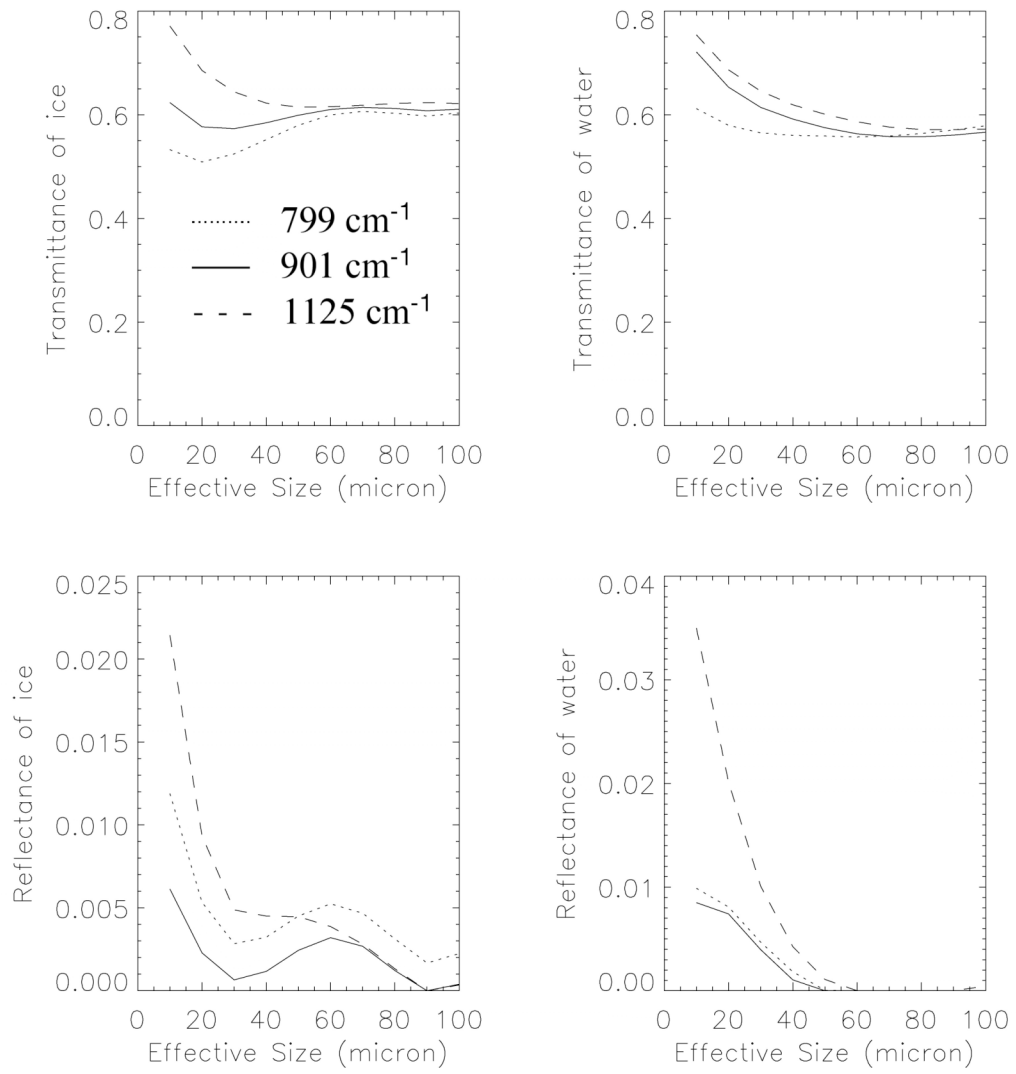 Transmittance of ice
0.8
0.6
0.4
0.2
0.0
799 cm-1
901 cm-1
1125 cm-1
0 20 40 60 80 100
Effective Size (micron)
Transmittance of water
0.8
0.6
0.4
0.2
0.0
0 20 40 60 80 100
Effective Size (micron)
Reflectance of ice
0.025
0.020
0.015
0.010
0.005
0.000
0 20 40 60 80 100
Effective Size (micron)
Reflectance of water
0.04
0.03
0.02
0.01
0.00
0 20 40 60 80 100
Effective Size (micron)